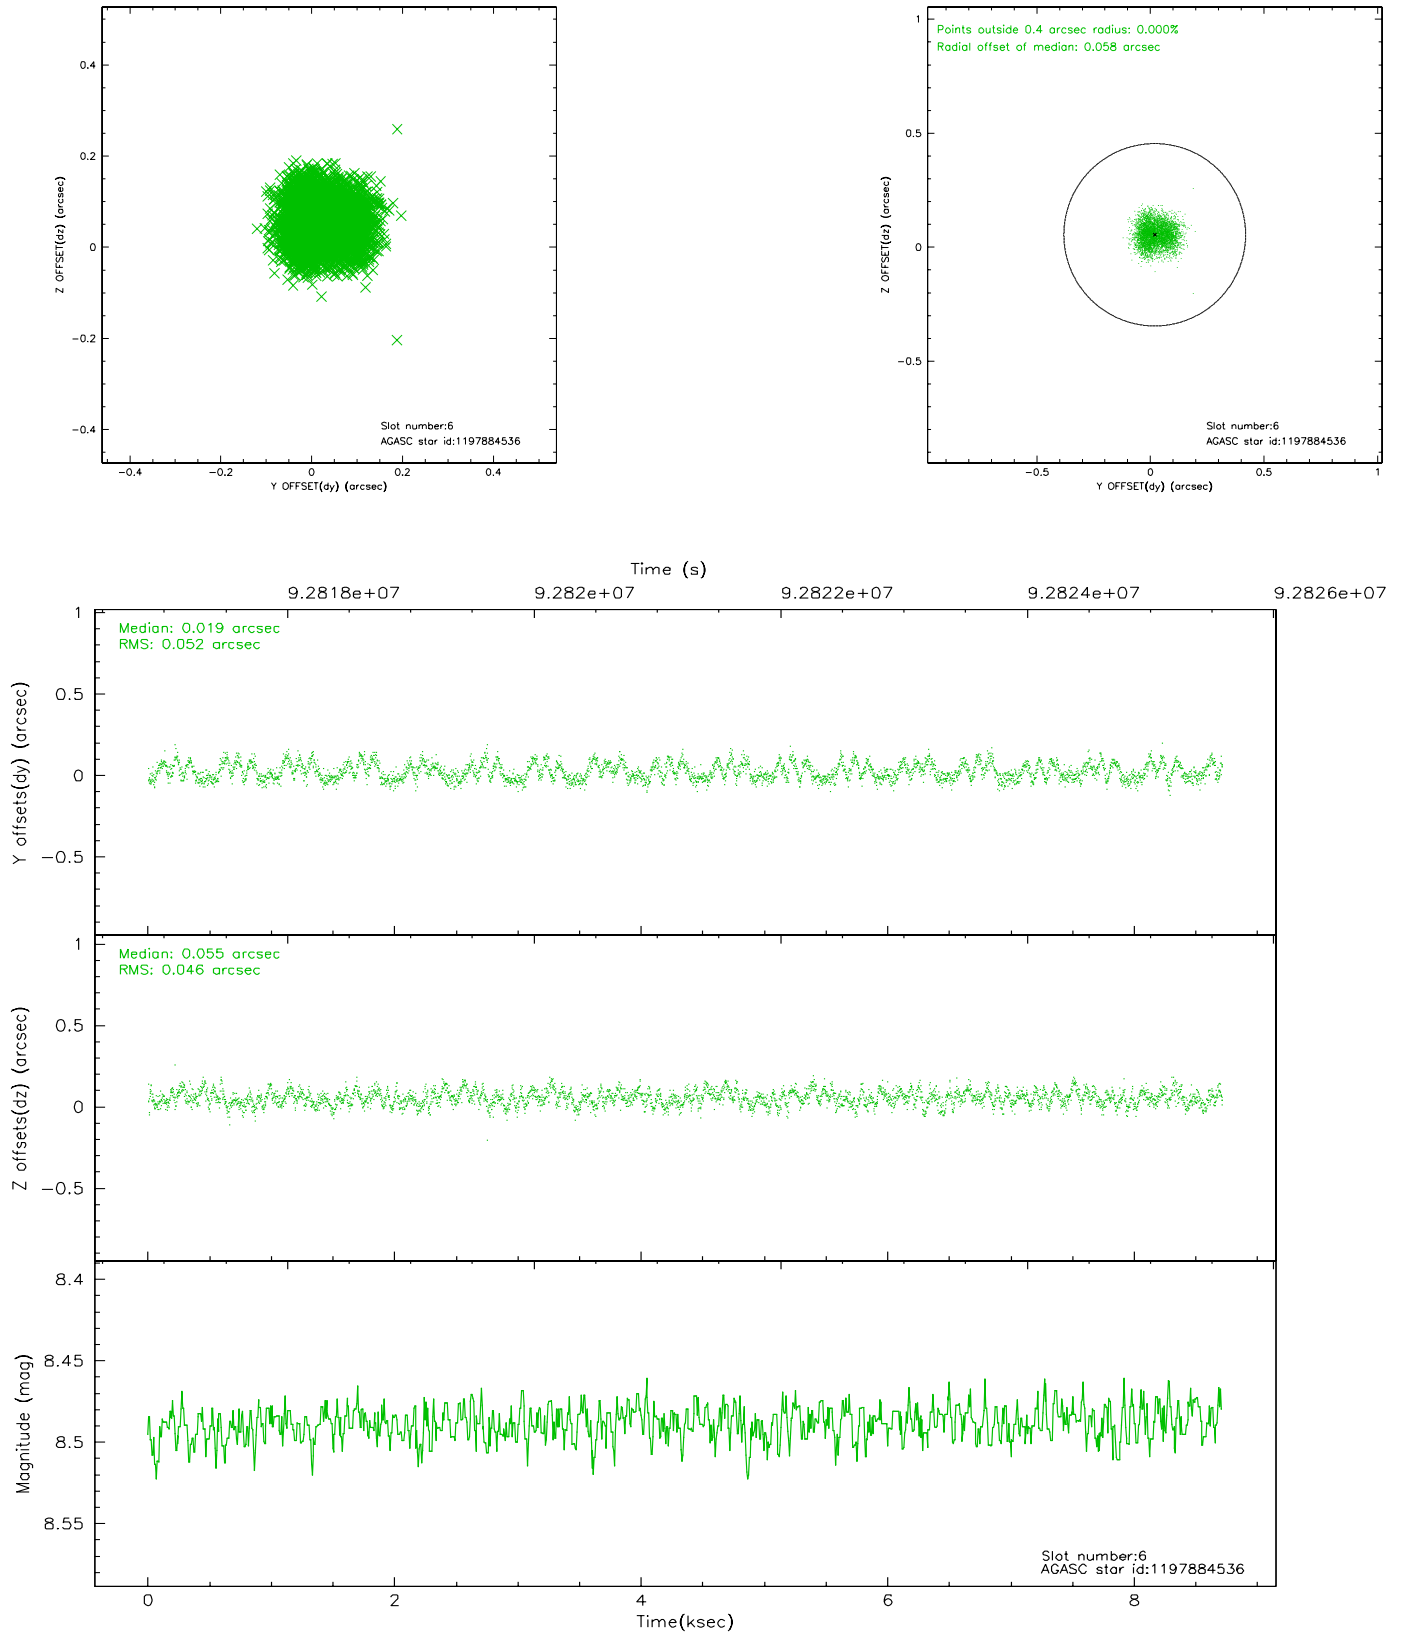 0.4
0.2
0
-0.2
-0.4
Z OFFSET(dz) (arcsec)
Slot number:6
AGASC star id:1197884536
-0.4 -0.2 0 0.2 0.4
Y OFFSET(dy) (arcsec)
Points outside 0.4 arcsec radius: 0.000%
Radial offset of median: 0.058 arcsec
1
0.5
0
-0.5
Z OFFSET(dz) (arcsec)
Slot number:6
AGASC star id:1197884536
-0.5 0 0.5 1
Y OFFSET(dy) (arcsec)
Time (s)
9.2818e+07 9.282e+07 9.2822e+07 9.2824e+07 9.2826e+07
Median: 0.019 arcsec
RMS: 0.052 arcsec
1
0.5
0
-0.5
Y offsets(dy) (arcsec)
Median: 0.055 arcsec
RMS: 0.046 arcsec
1
0.5
0
-0.5
Z offsets(dz) (arcsec)
8.4
8.45
8.5
8.55
Magnitude (mag)
Slot number:6
AGASC star id:1197884536
0 2 4 6 8
Time(ksec)